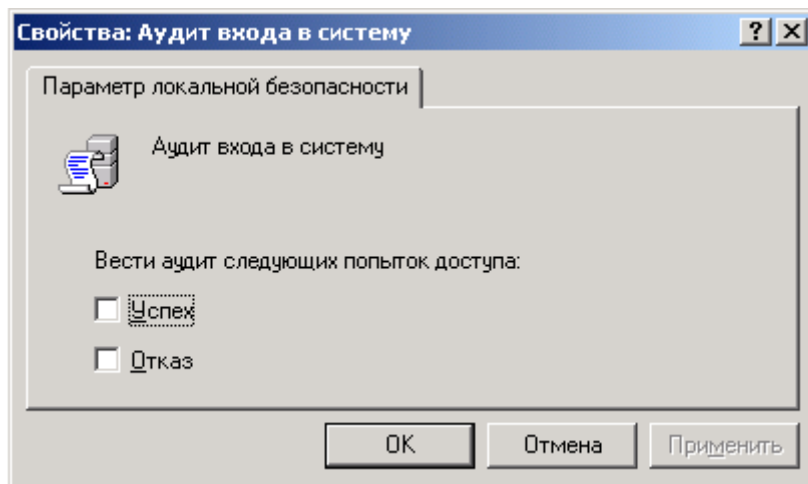 Свойства: Аудит входа в систему
Параметр локальной безопасности
Аудит входа в систему
Вести аудит следующих попыток доступа:
Успех
Отказ
OK Отмена Применить